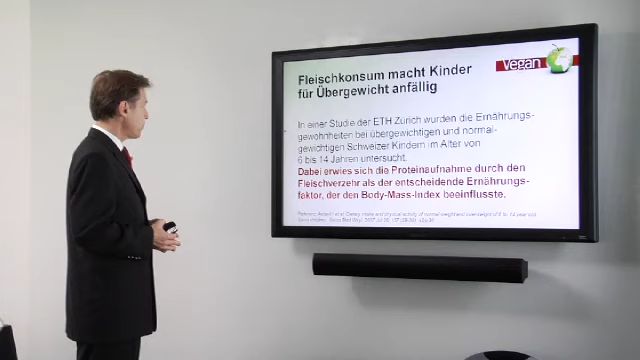 Vegan
Fleischkonsum macht Kinder
für Übergewicht anfällig
In einer Studie der ETH Zürich wurden die Ernährungs-
gewohnheiten bei übergewichtigen und normal-
gewichtigen Schweizer Kindern im Alter von
6 bis 14 Jahren untersucht.
Dabei erwies sich die Proteinaufnahme durch den
Fleischverzehr als der entscheidende Ernährungs-
faktor, der den Body-Mass-Index beeinflusste.